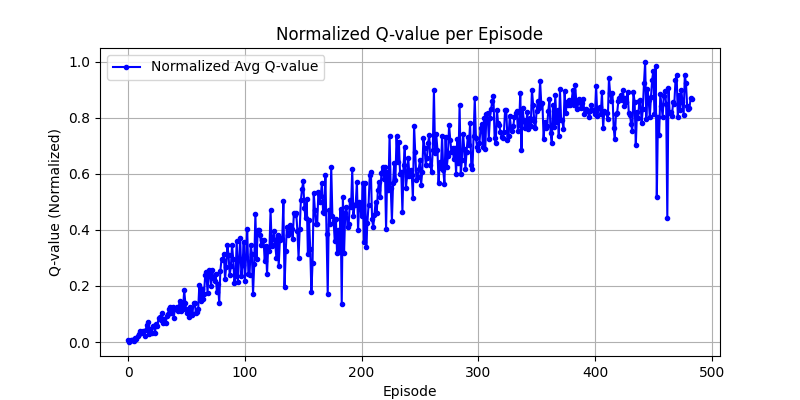 Normalized Q-value per Episode
Normalized Avg Q-value
Q-value (Normalized)
1.0
0.8
0.6
0.4
0.2
0.0
0 100 200 300 400 500
Episode